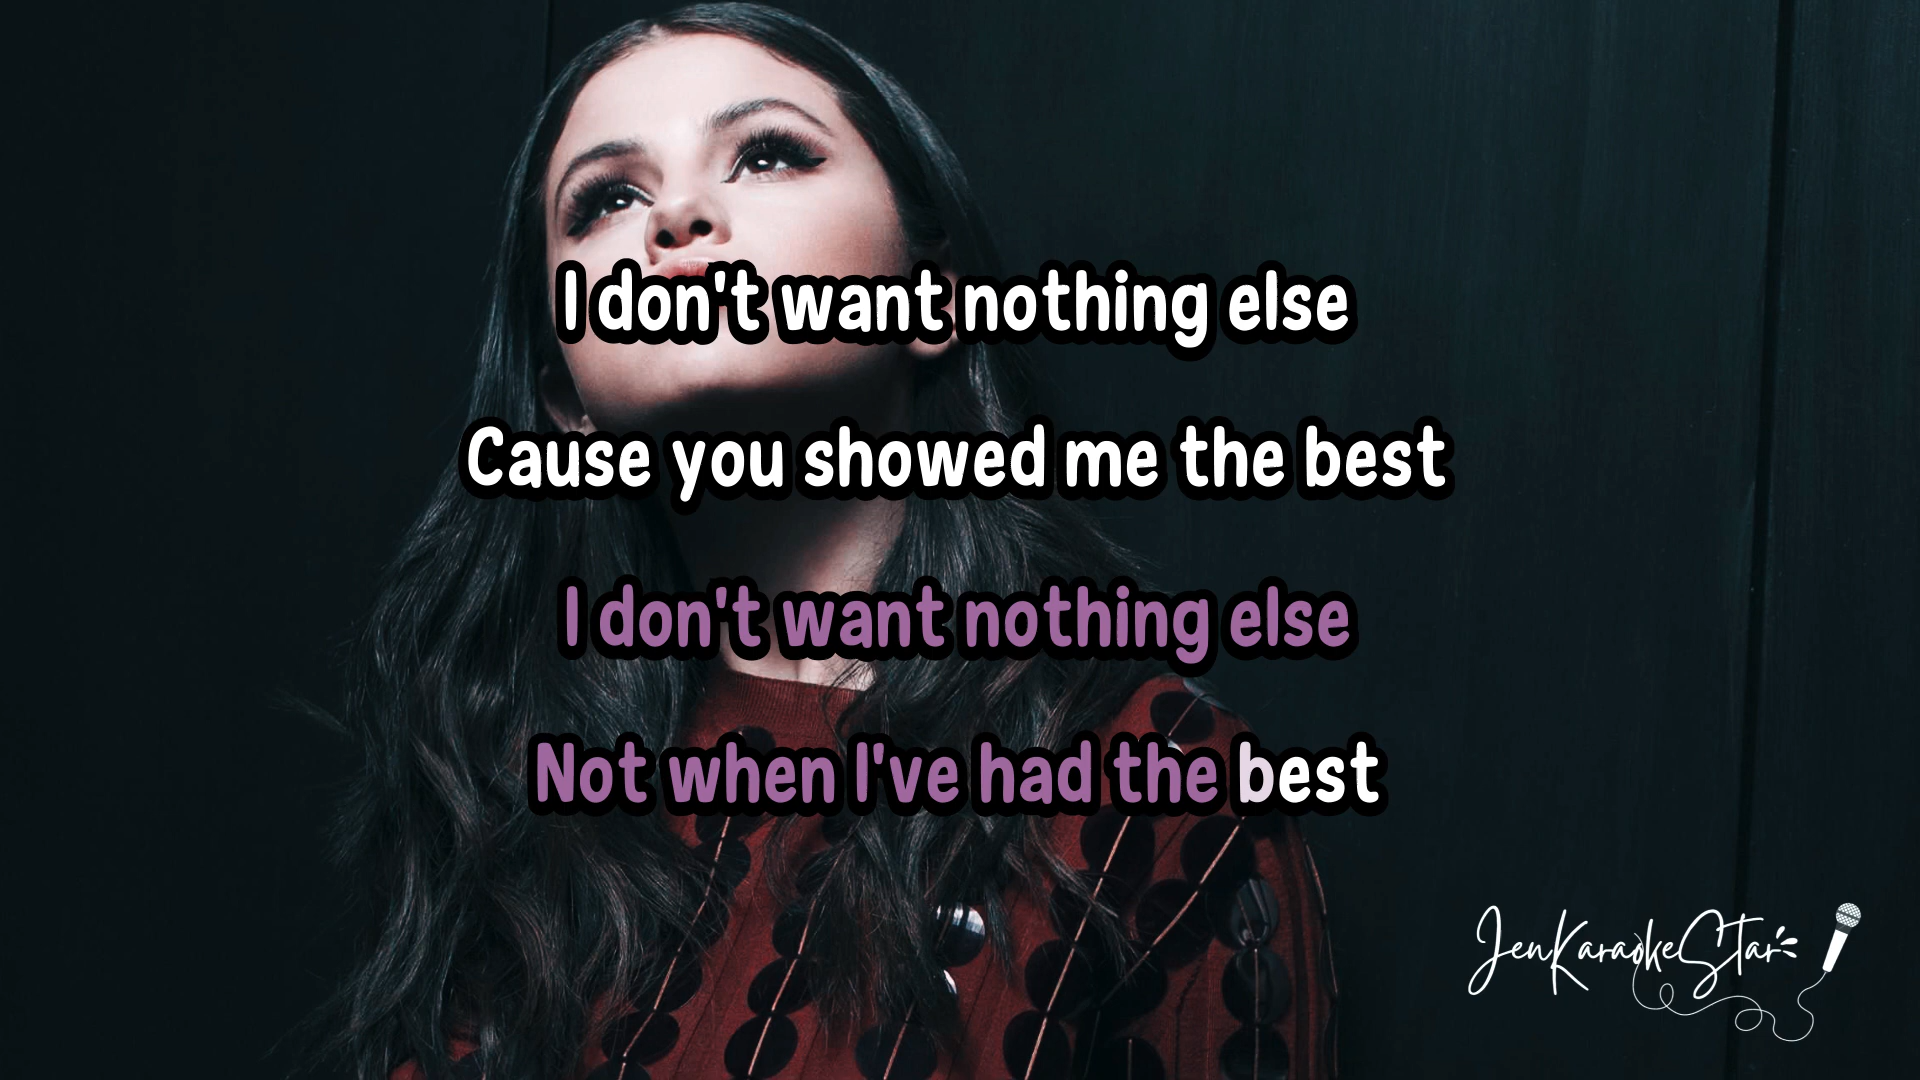 I don't want nothing else
Cause you showed me the best
I don't want nothing else
Not when I've had the best
JenKaraokeStar